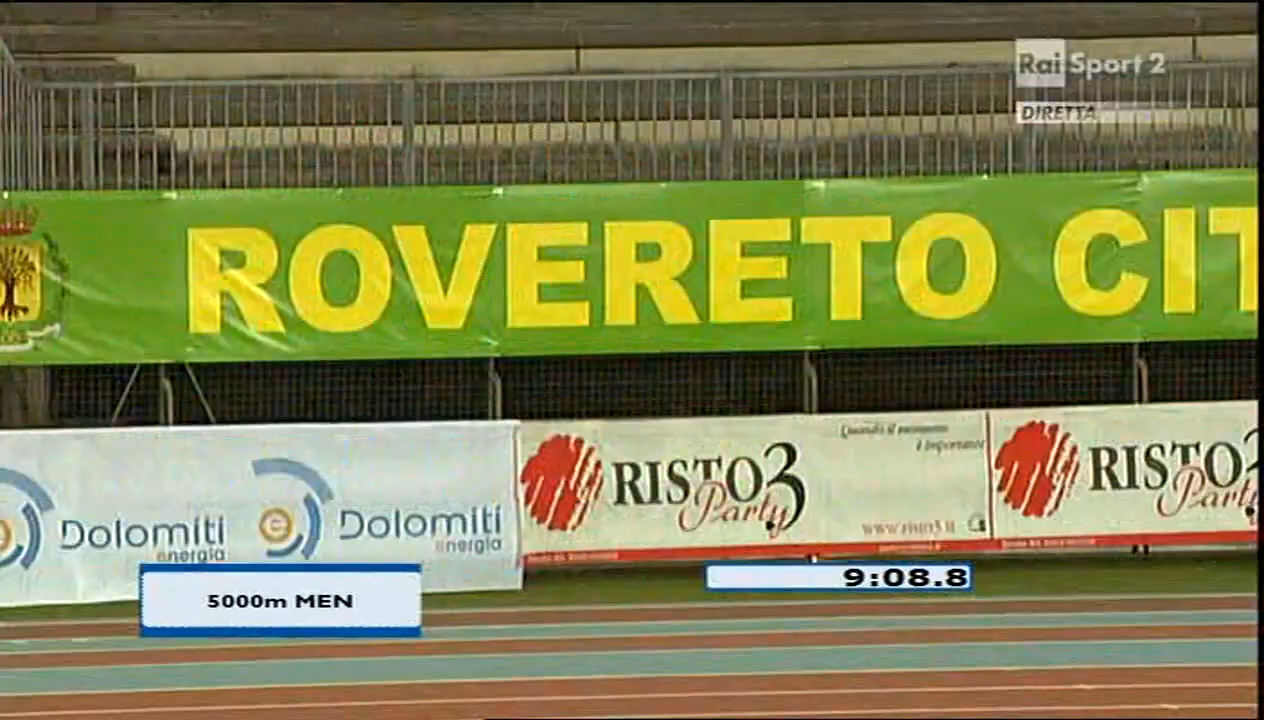 Rai Sport 2
DIRETTA
ROVERETO CIT
Dolomiti
energia
Dolomiti
energia
RISTO3
Party
Quando il momento
è importante
www.risto3.it
RISTO3
Party
5000m MEN
9:08.8